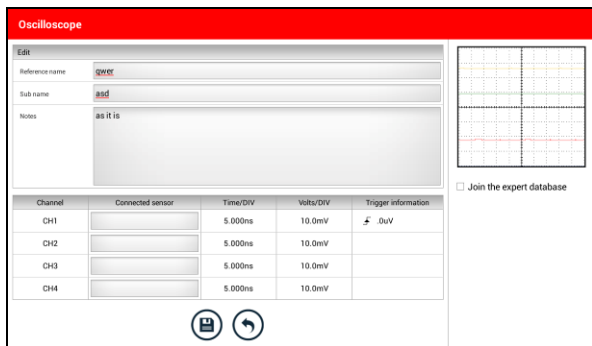 Oscilloscope
Edit
Reference name qwer
Sub name asd
Notes as it is
Join the expert database
Channel Connected sensor Time/DIV Volts/DIV Trigger information
CH1 5.000ns 10.0mV .0uV
CH2 5.000ns 10.0mV
CH3 5.000ns 10.0mV
CH4 5.000ns 10.0mV